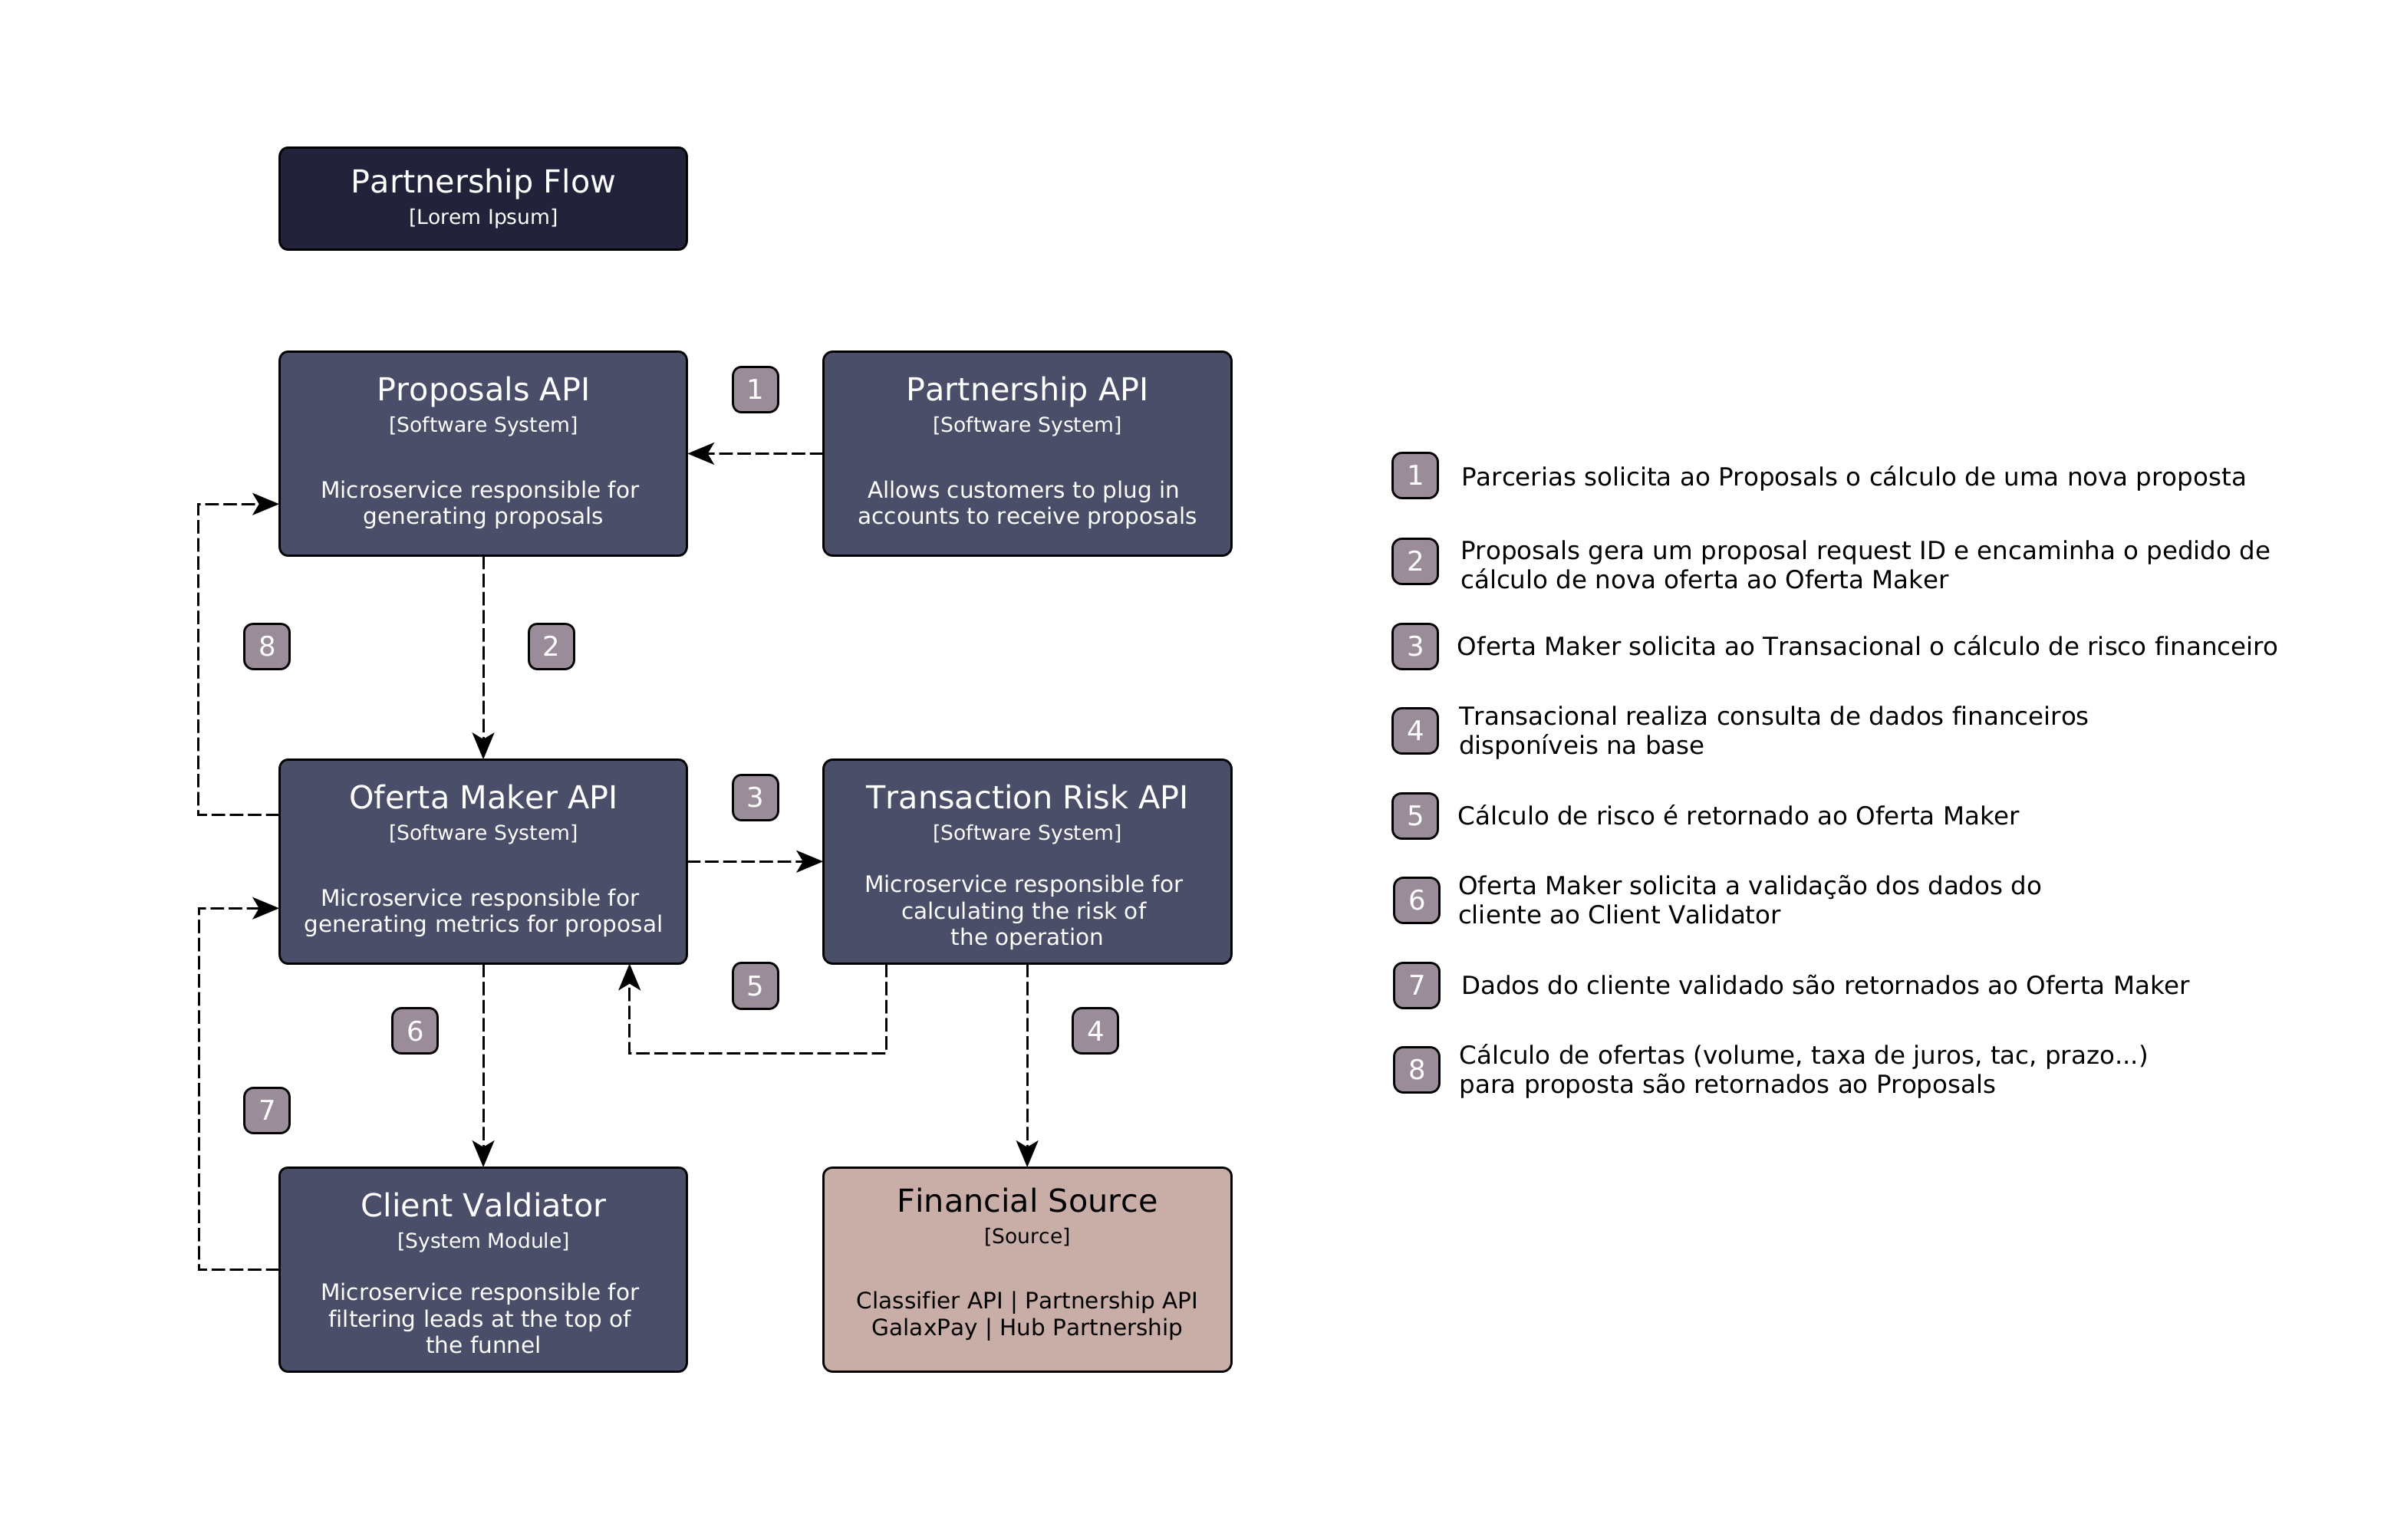 Partnership Flow
[Lorem Ipsum]
Proposals API
[Software System]
Microservice responsible for
generating proposals
1
Partnership API
[Software System]
Allows customers to plug in
accounts to receive proposals
8
2
Oferta Maker API
[Software System]
Microservice responsible for
generating metrics for proposal
3
Transaction Risk API
[Software System]
Microservice responsible for
calculating the risk of
the operation
5
6
4
7
Client Valdiator
[System Module]
Microservice responsible for
filtering leads at the top of
the funnel
Financial Source
[Source]
Classifier API | Partnership API
GalaxPay | Hub Partnership
1 Parcerias solicita ao Proposals o cálculo de uma nova proposta
2 Proposals gera um proposal request ID e encaminha o pedido de
cálculo de nova oferta ao Oferta Maker
3 Oferta Maker solicita ao Transacional o cálculo de risco financeiro
4 Transacional realiza consulta de dados financeiros
disponíveis na base
5 Cálculo de risco é retornado ao Oferta Maker
6 Oferta Maker solicita a validação dos dados do
cliente ao Client Validator
7 Dados do cliente validado são retornados ao Oferta Maker
8 Cálculo de ofertas (volume, taxa de juros, tac, prazo...)
para proposta são retornados ao Proposals